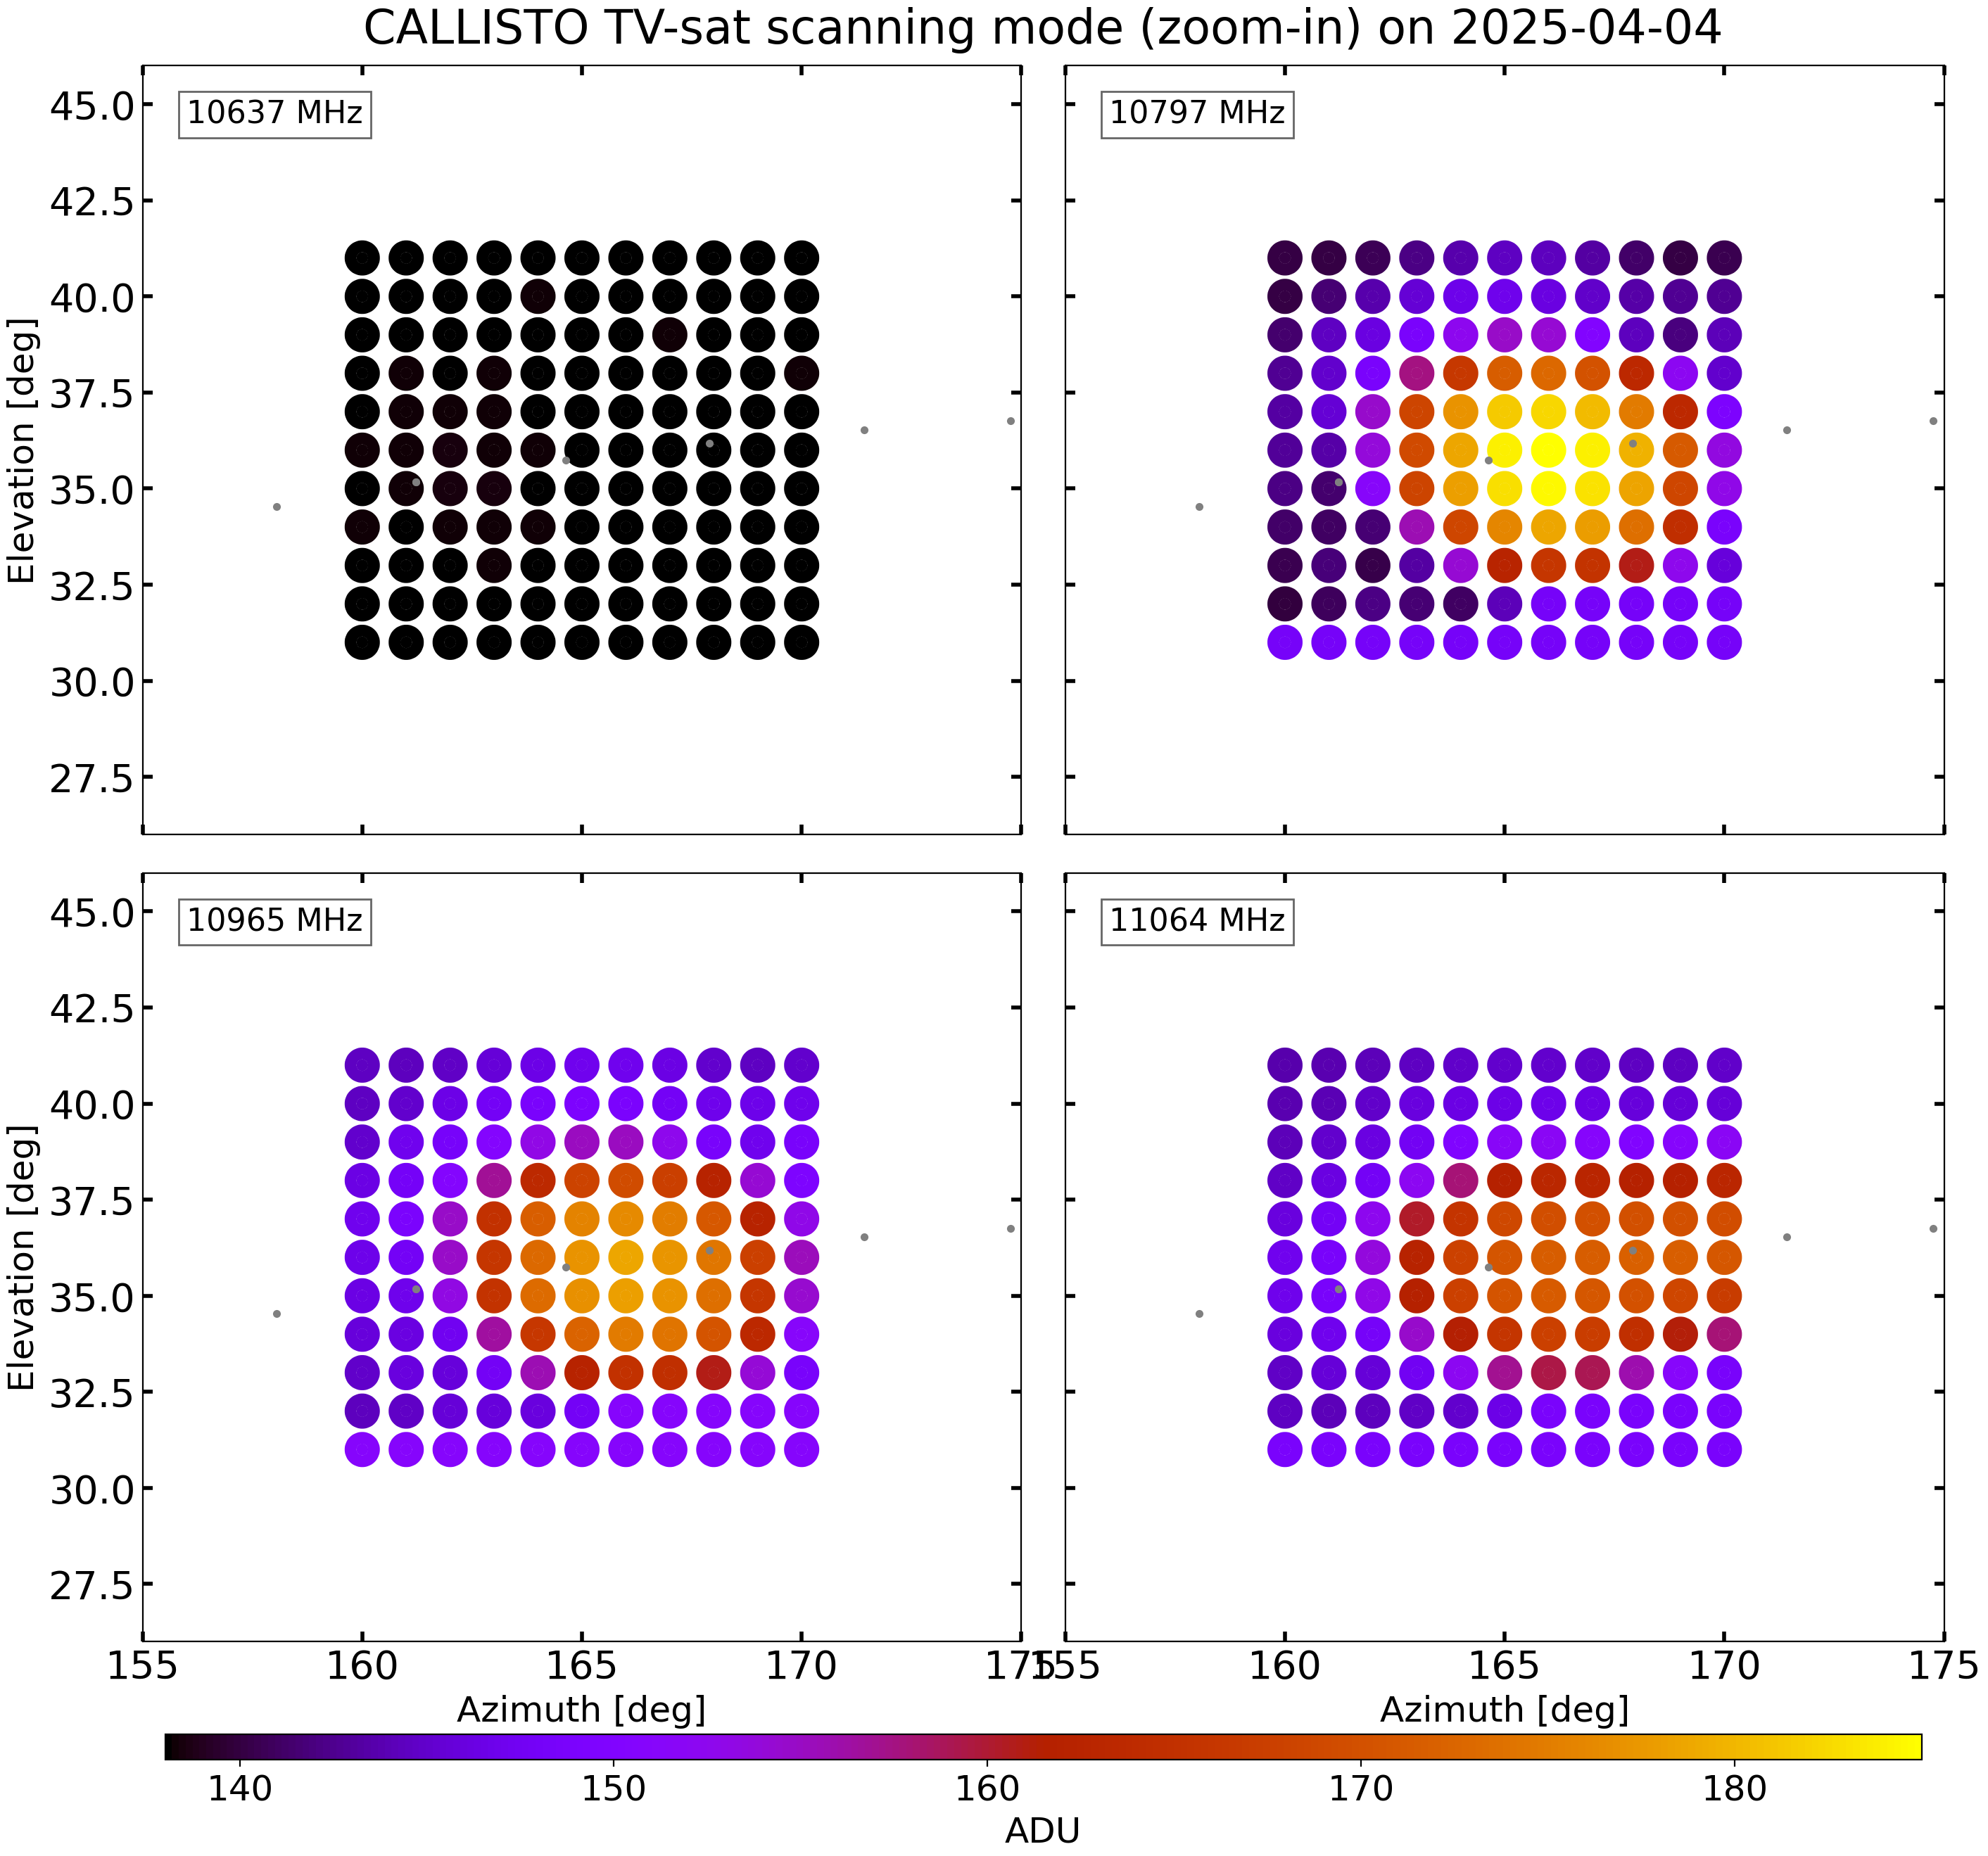 CALLISTO TV-sat scanning mode (zoom-in) on 2025-04-04
10637 MHz
10797 MHz
45.0
42.5
40.0
37.5
35.0
32.5
30.0
27.5
Elevation [deg]
10965 MHz
11064 MHz
45.0
42.5
40.0
37.5
35.0
32.5
30.0
27.5
Elevation [deg]
155 160 165 170 175
155 160 165 170 175
Azimuth [deg]
Azimuth [deg]
140 150 160 170 180
ADU